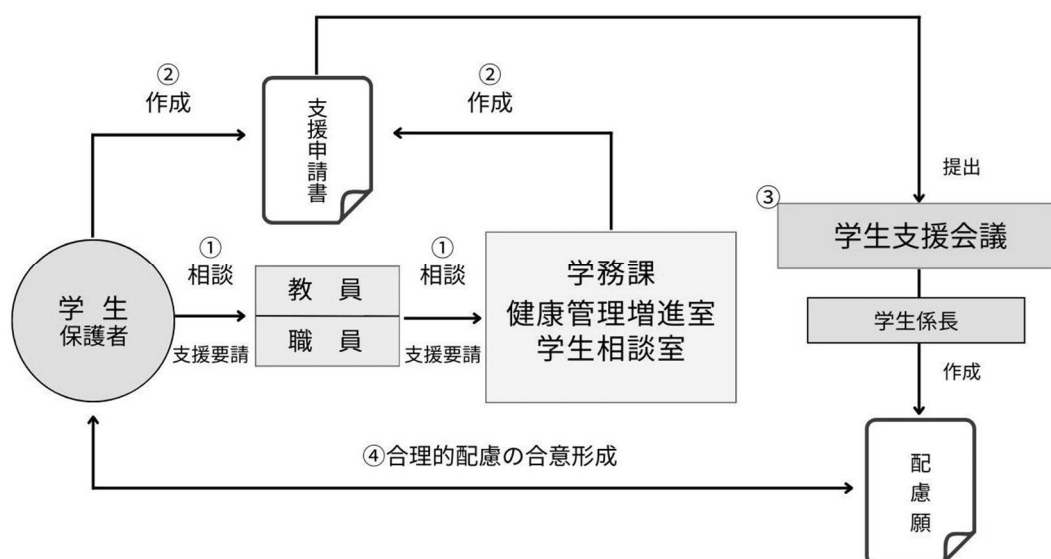 ②
作成
支援申請書
②
作成
提出
③
学生支援会議
学生係長
作成
配慮願
学 生
保護者
①
相談
支援要請
教 員
職 員
①
相談
支援要請
学務課
健康管理増進室
学生相談室
④合理的配慮の合意形成